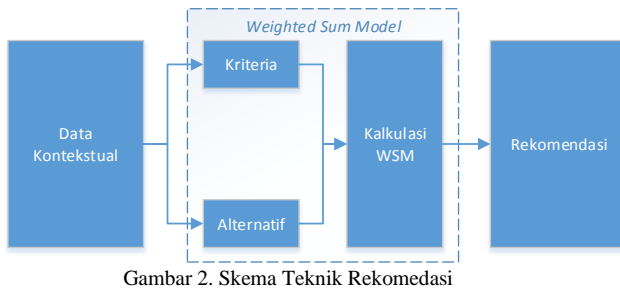 Weighted Sum Model
Kriteria
Data
Kontekstual
Kalkulasi
WSM
Rekomendasi
Alternatif
Gambar 2. Skema Teknik Rekomedasi